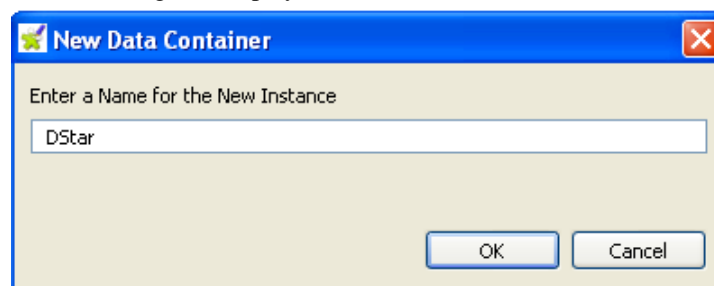 New Data Container
Enter a Name for the New Instance
DStar
OK Cancel